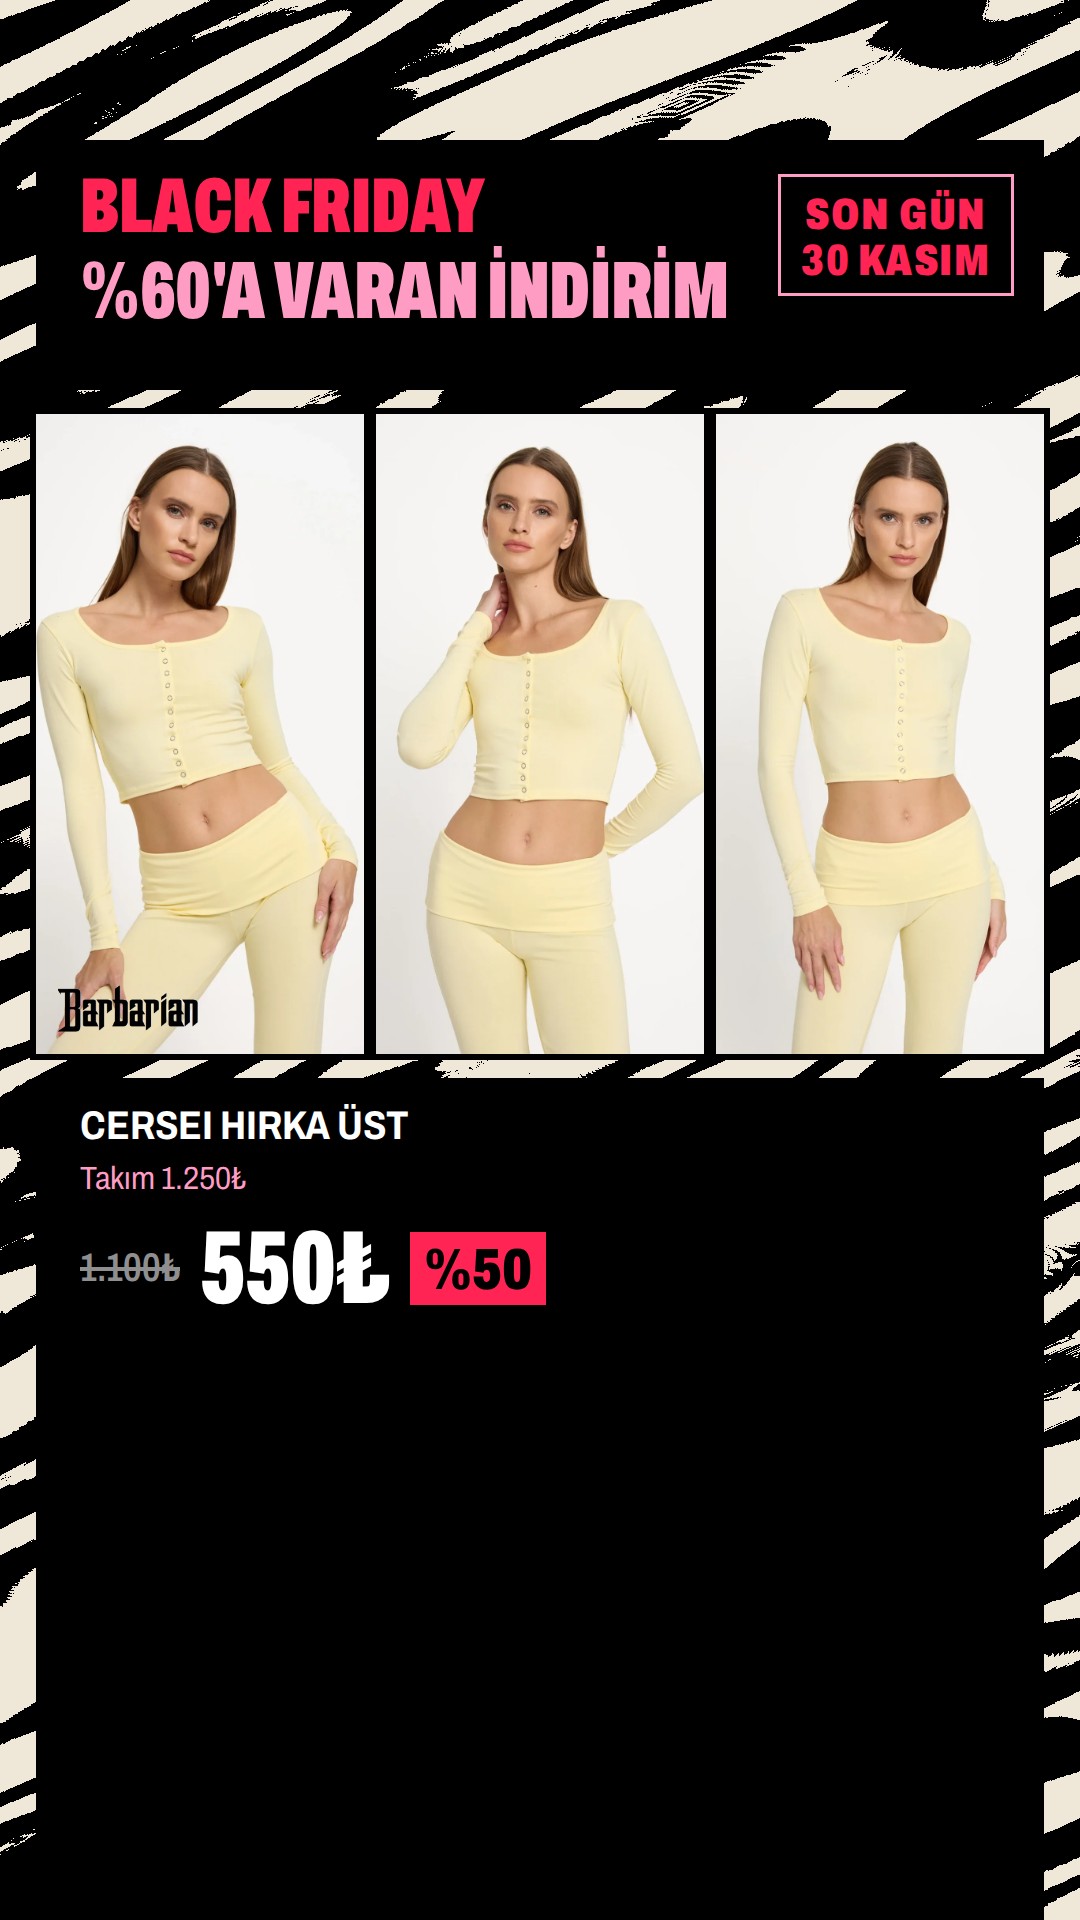 BLACK FRIDAY
%60'A VARAN İNDİRİM
SON GÜN
30 KASIM
Barbarian
CERSEI HIRKA ÜST
Takım 1.250₺
1.100₺ 550₺ %50